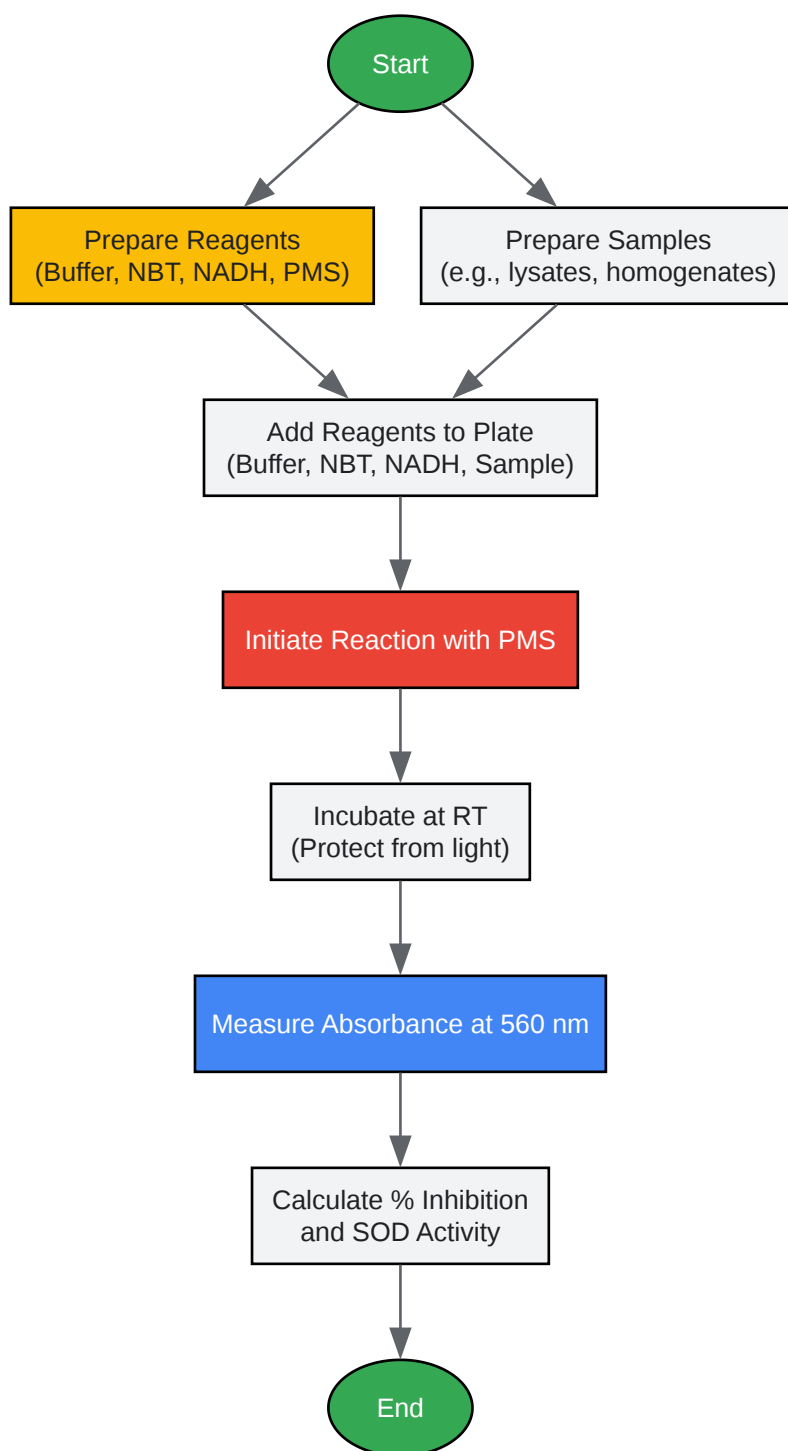 Start
Prepare Reagents
(Buffer, NBT, NADH, PMS)
Prepare Samples
(e.g., lysates, homogenates)
Add Reagents to Plate
(Buffer, NBT, NADH, Sample)
Initiate Reaction with PMS
Incubate at RT
(Protect from light)
Measure Absorbance at 560 nm
Calculate % Inhibition
and SOD Activity
End